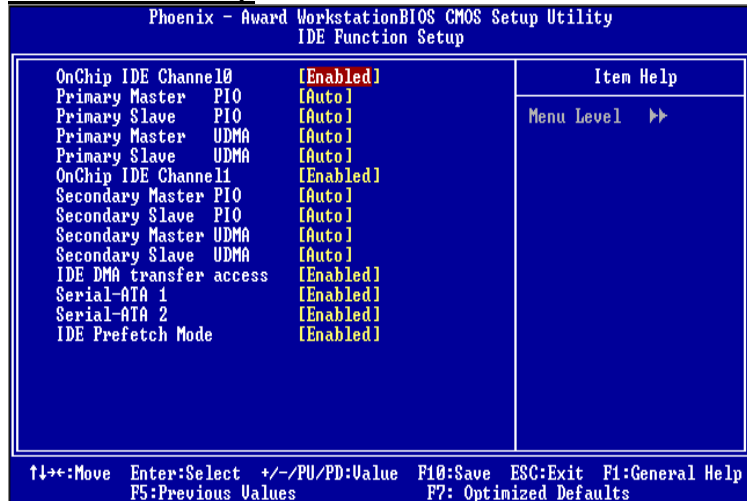 Phoenix - Award WorkstationBIOS CMOS Setup Utility
IDE Function Setup
OnChip IDE Channel0 [Enabled]
Primary Master PIO [Auto]
Primary Slave PIO [Auto]
Primary Master UDMA [Auto]
Primary Slave UDMA [Auto]
OnChip IDE Channel1 [Enabled]
Secondary Master PIO [Auto]
Secondary Slave PIO [Auto]
Secondary Master UDMA [Auto]
Secondary Slave UDMA [Auto]
IDE DMA transfer access [Enabled]
Serial-ATA 1 [Enabled]
Serial-ATA 2 [Enabled]
IDE Prefetch Mode [Enabled]
Item Help
Menu Level ▶▶
↑↓→←:Move Enter:Select +/-/PU/PD:Value F10:Save ESC:Exit F1:General Help
F5:Previous Values F7: Optimized Defaults